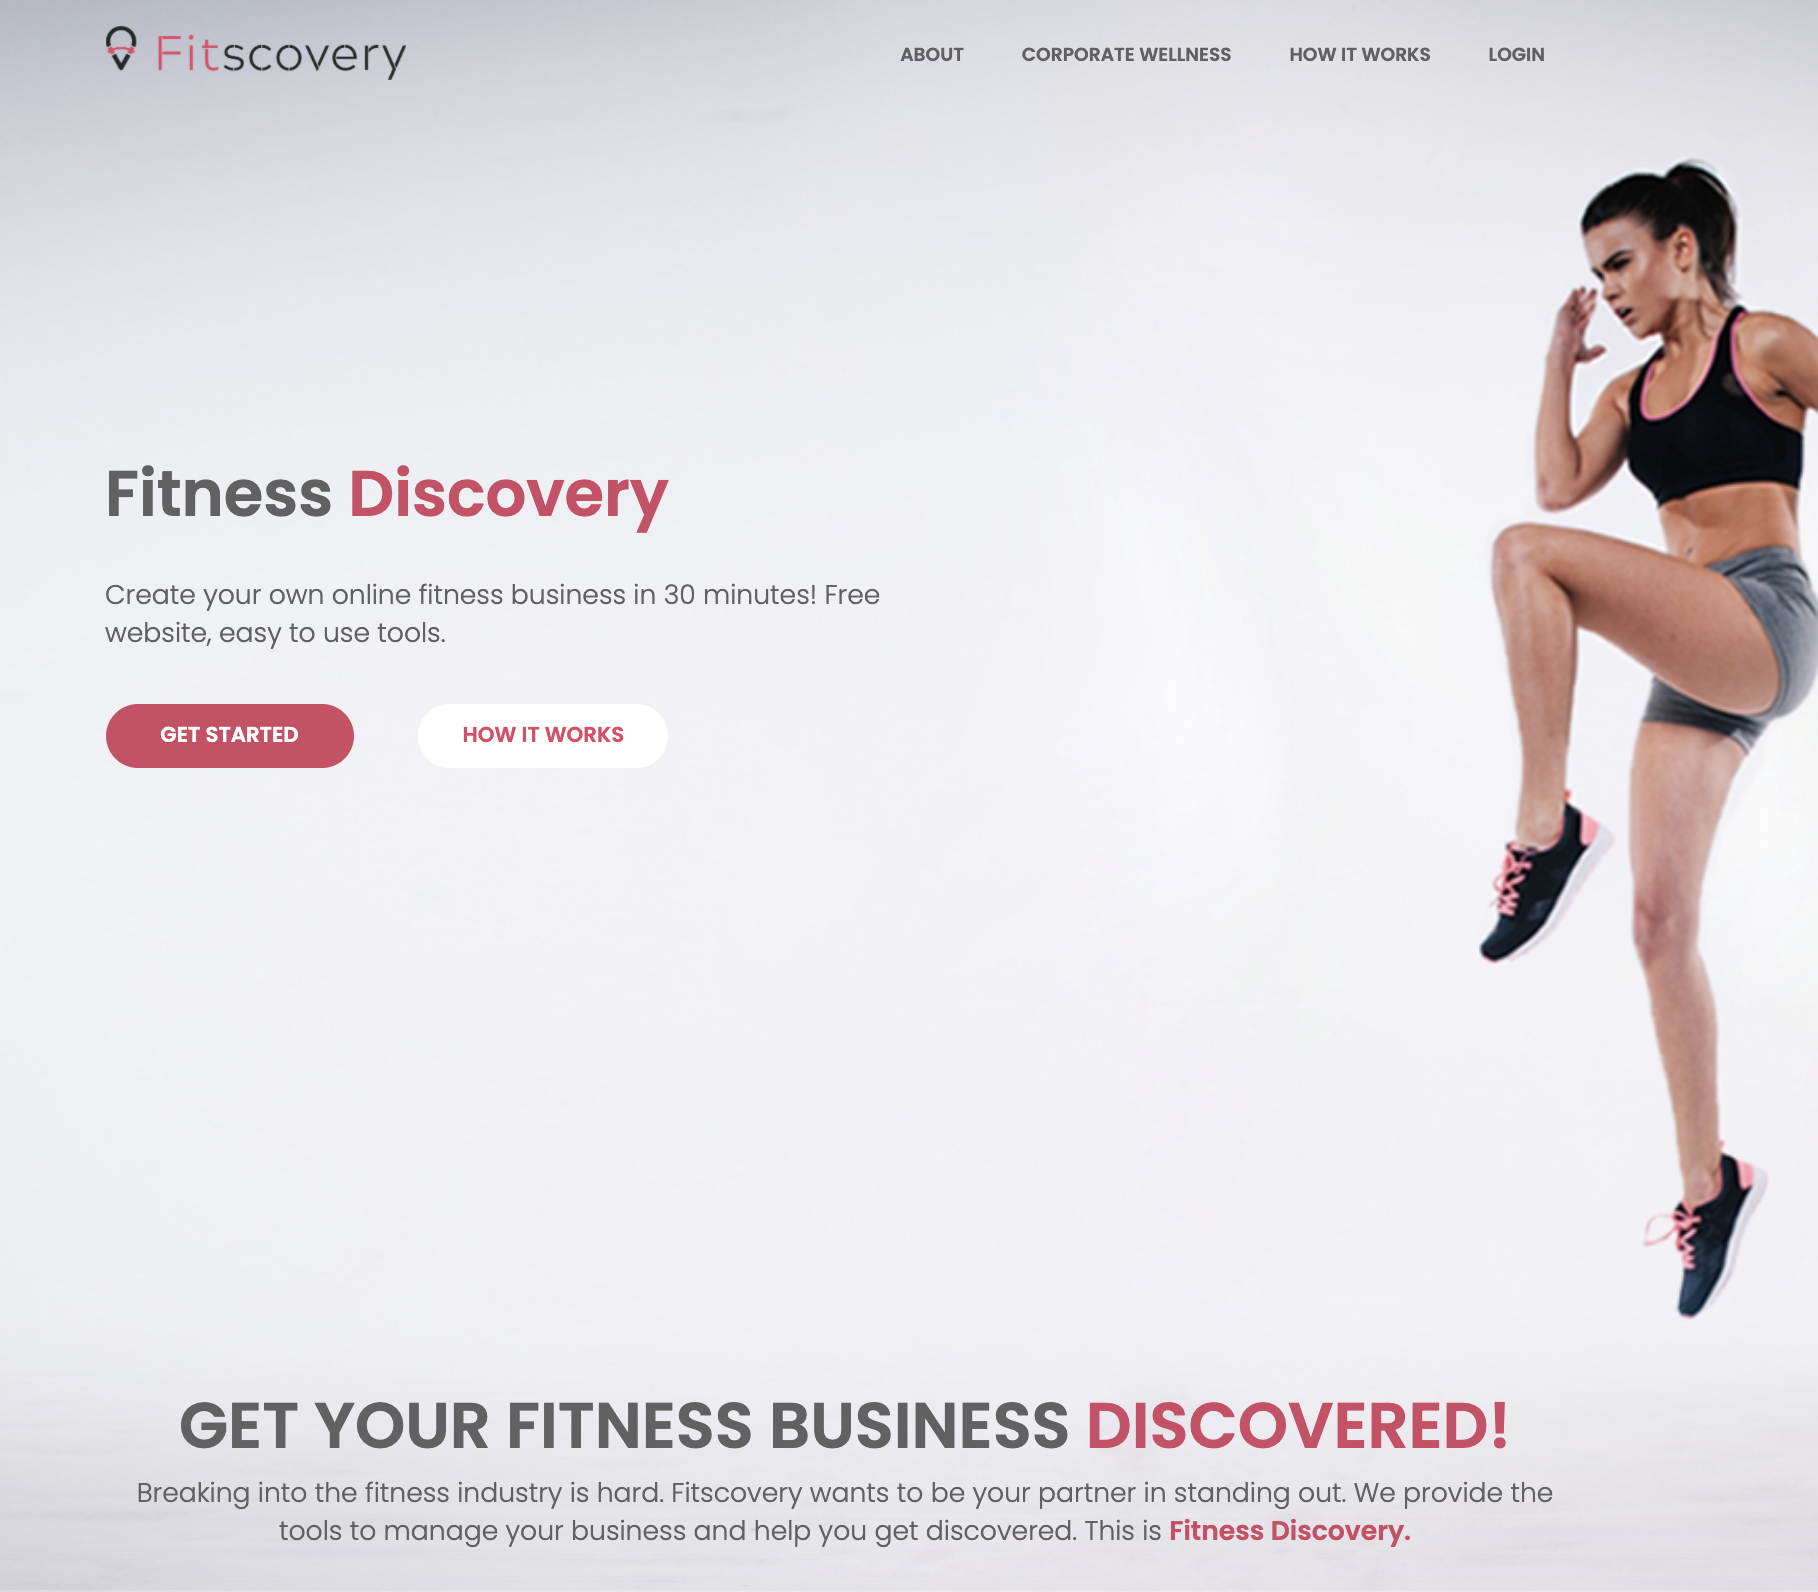 Fitscovery
ABOUT
CORPORATE WELLNESS
HOW IT WORKS
LOGIN
Fitness Discovery
Create your own online fitness business in 30 minutes! Free
website, easy to use tools.
GET STARTED
HOW IT WORKS
GET YOUR FITNESS BUSINESS DISCOVERED!
Breaking into the fitness industry is hard. Fitscovery wants to be your partner in standing out. We provide the
tools to manage your business and help you get discovered. This is Fitness Discovery.